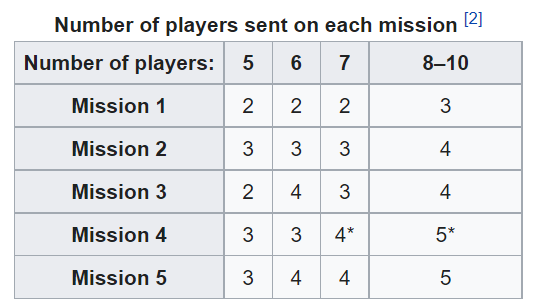 Number of players sent on each mission [2]
Number of players: 5 6 7 8–10
Mission 1 2 2 2 3
Mission 2 3 3 3 4
Mission 3 2 4 3 4
Mission 4 3 3 4* 5*
Mission 5 3 4 4 5